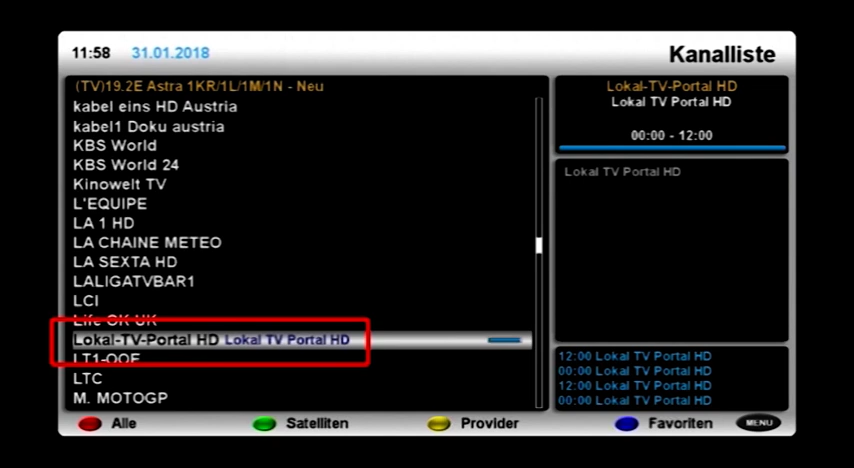 11:58 31.01.2018 Kanalliste
(TV)19.2E Astra 1KR/1L/1M/1N - Neu
kabel eins HD Austria
kabel1 Doku austria
KBS World
KBS World 24
Kinowelt TV
L'EQUIPE
LA 1 HD
LA CHAINE METEO
LA SEXTA HD
LALIGATVBAR1
LCI
Life OK UK
Lokal-TV-Portal HD Lokal TV Portal HD
LT1-OOE
LTC
M. MOTOGP
Lokal-TV-Portal HD
Lokal TV Portal HD
00:00 - 12:00
Lokal TV Portal HD
12:00 Lokal TV Portal HD
00:00 Lokal TV Portal HD
12:00 Lokal TV Portal HD
00:00 Lokal TV Portal HD
Alle Satelliten Provider Favoriten MENU